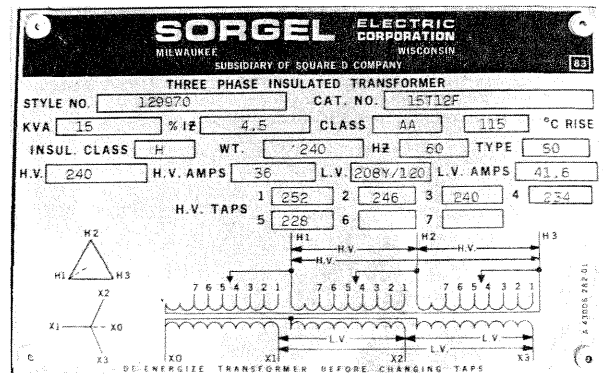 SORGEL ELECTRIC CORPORATION
MILWAUKEE WISCONSIN
SUBSIDIARY OF SQUARE D COMPANY
83
THREE PHASE INSULATED TRANSFORMER
STYLE NO. 129970 CAT. NO. 15T12F
KVA 15 % IZ 4.5 CLASS AA 115 °C RISE
INSUL. CLASS H WT. 240 HZ 60 TYPE SO
H.V. 240 H.V. AMPS 36 L.V. 208Y/120 L.V. AMPS 41.6
H.V. TAPS 1 252 2 246 3 240 4 234
5 228 6 7
H2
H1 H3
H1 H2 H3
H.V. H.V.
H.V.
7 6 5 4 3 2 1 7 6 5 4 3 2 1 7 6 5 4 3 2 1
X2
X1 X0
X3
L.V. L.V.
L.V.
X0 X1 X2 X3
DE-ENERGIZE TRANSFORMER BEFORE CHANGING TAPS